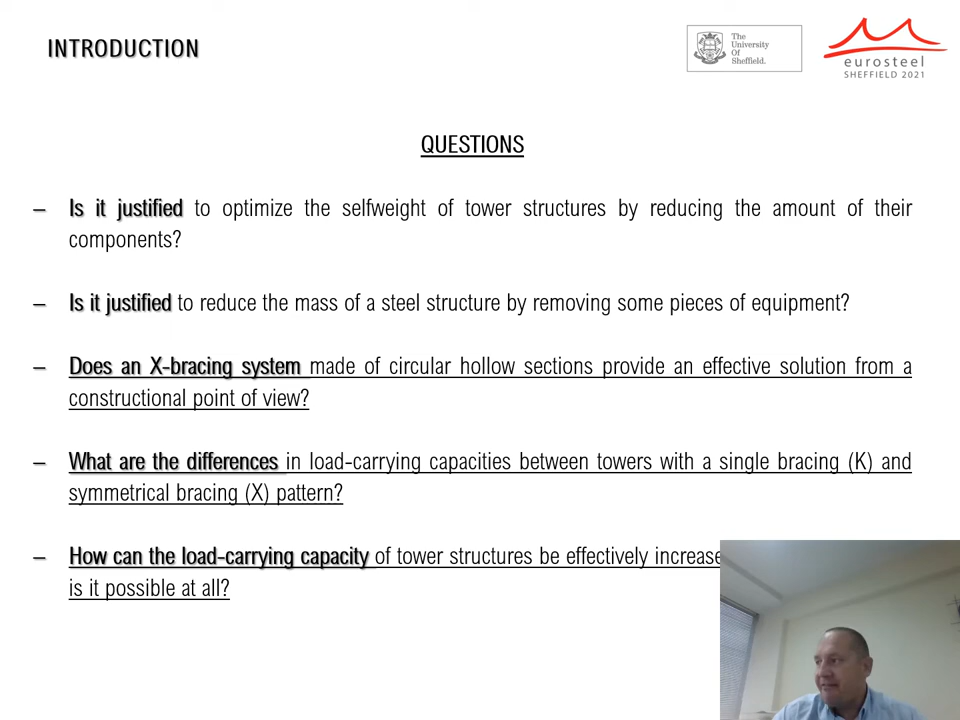 INTRODUCTION
The
University
Of
Sheffield.
eurosteel
SHEFFIELD 2021
QUESTIONS
– Is it justified to optimize the selfweight of tower structures by reducing the amount of their
components?
– Is it justified to reduce the mass of a steel structure by removing some pieces of equipment?
– Does an X-bracing system made of circular hollow sections provide an effective solution from a
constructional point of view?
– What are the differences in load-carrying capacities between towers with a single bracing (K) and
symmetrical bracing (X) pattern?
– How can the load-carrying capacity of tower structures be effectively increase
is it possible at all?